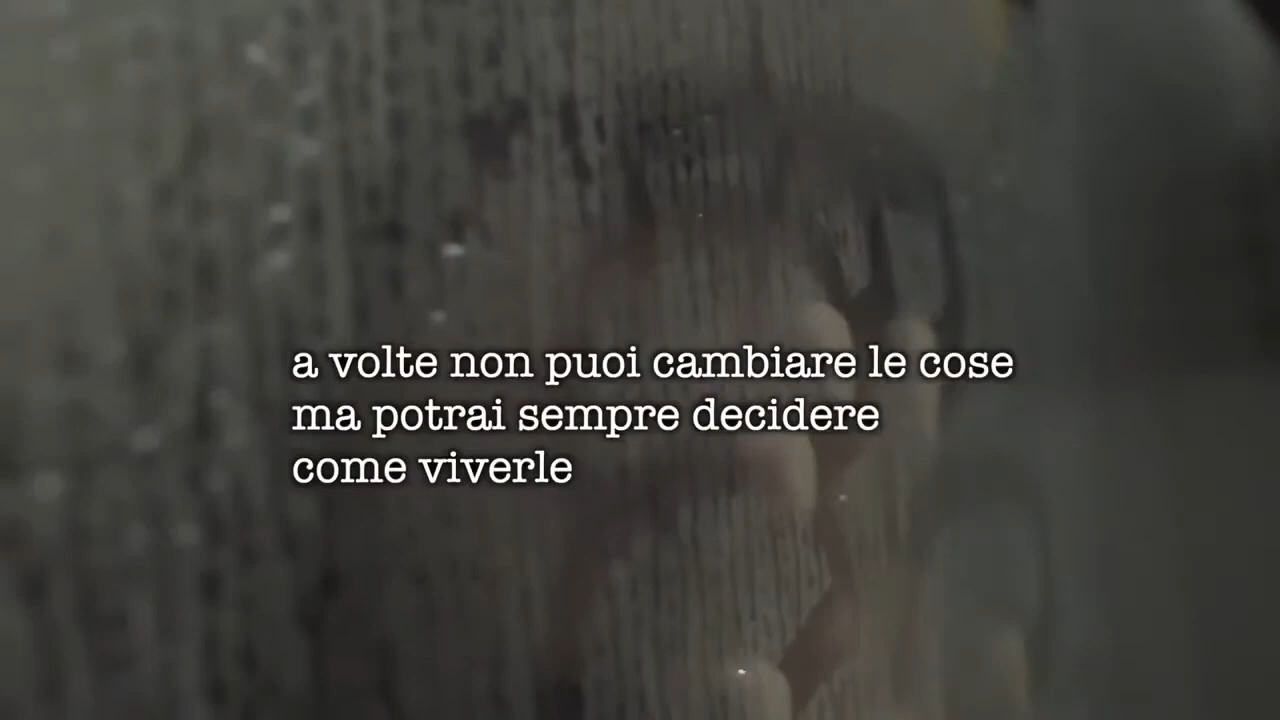 a volte non puoi cambiare le cose
ma potrai sempre decidere
come viverle